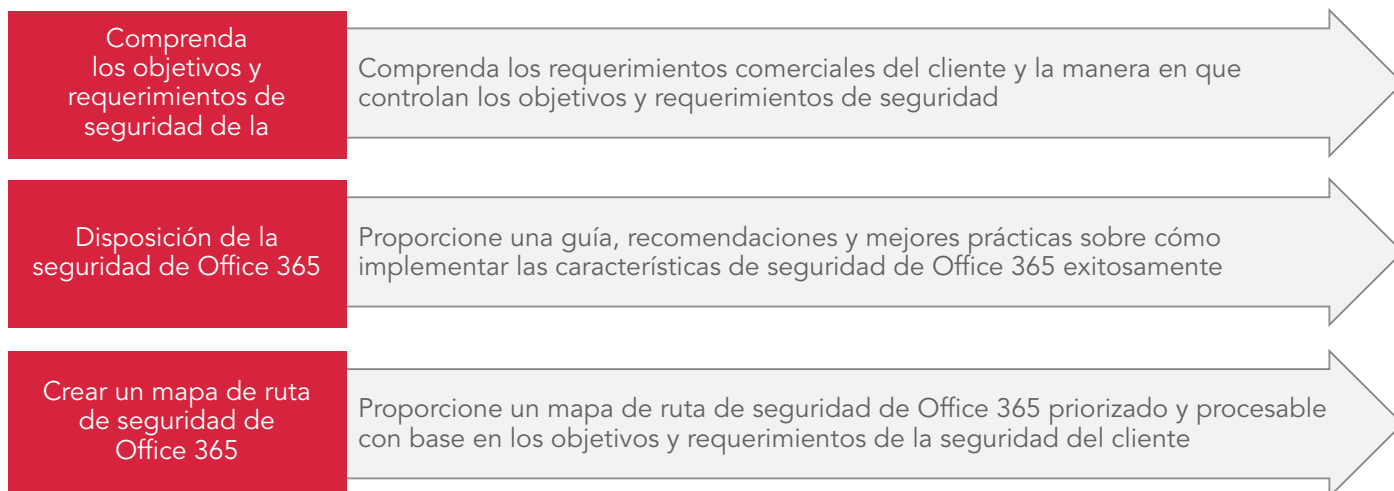 Comprenda
los objetivos y
requerimientos de
seguridad de la
Comprenda los requerimientos comerciales del cliente y la manera en que
controlan los objetivos y requerimientos de seguridad
Disposición de la
seguridad de Office 365
Proporcione una guía, recomendaciones y mejores prácticas sobre cómo
implementar las características de seguridad de Office 365 exitosamente
Crear un mapa de ruta
de seguridad de
Office 365
Proporcione un mapa de ruta de seguridad de Office 365 priorizado y procesable
con base en los objetivos y requerimientos de la seguridad del cliente